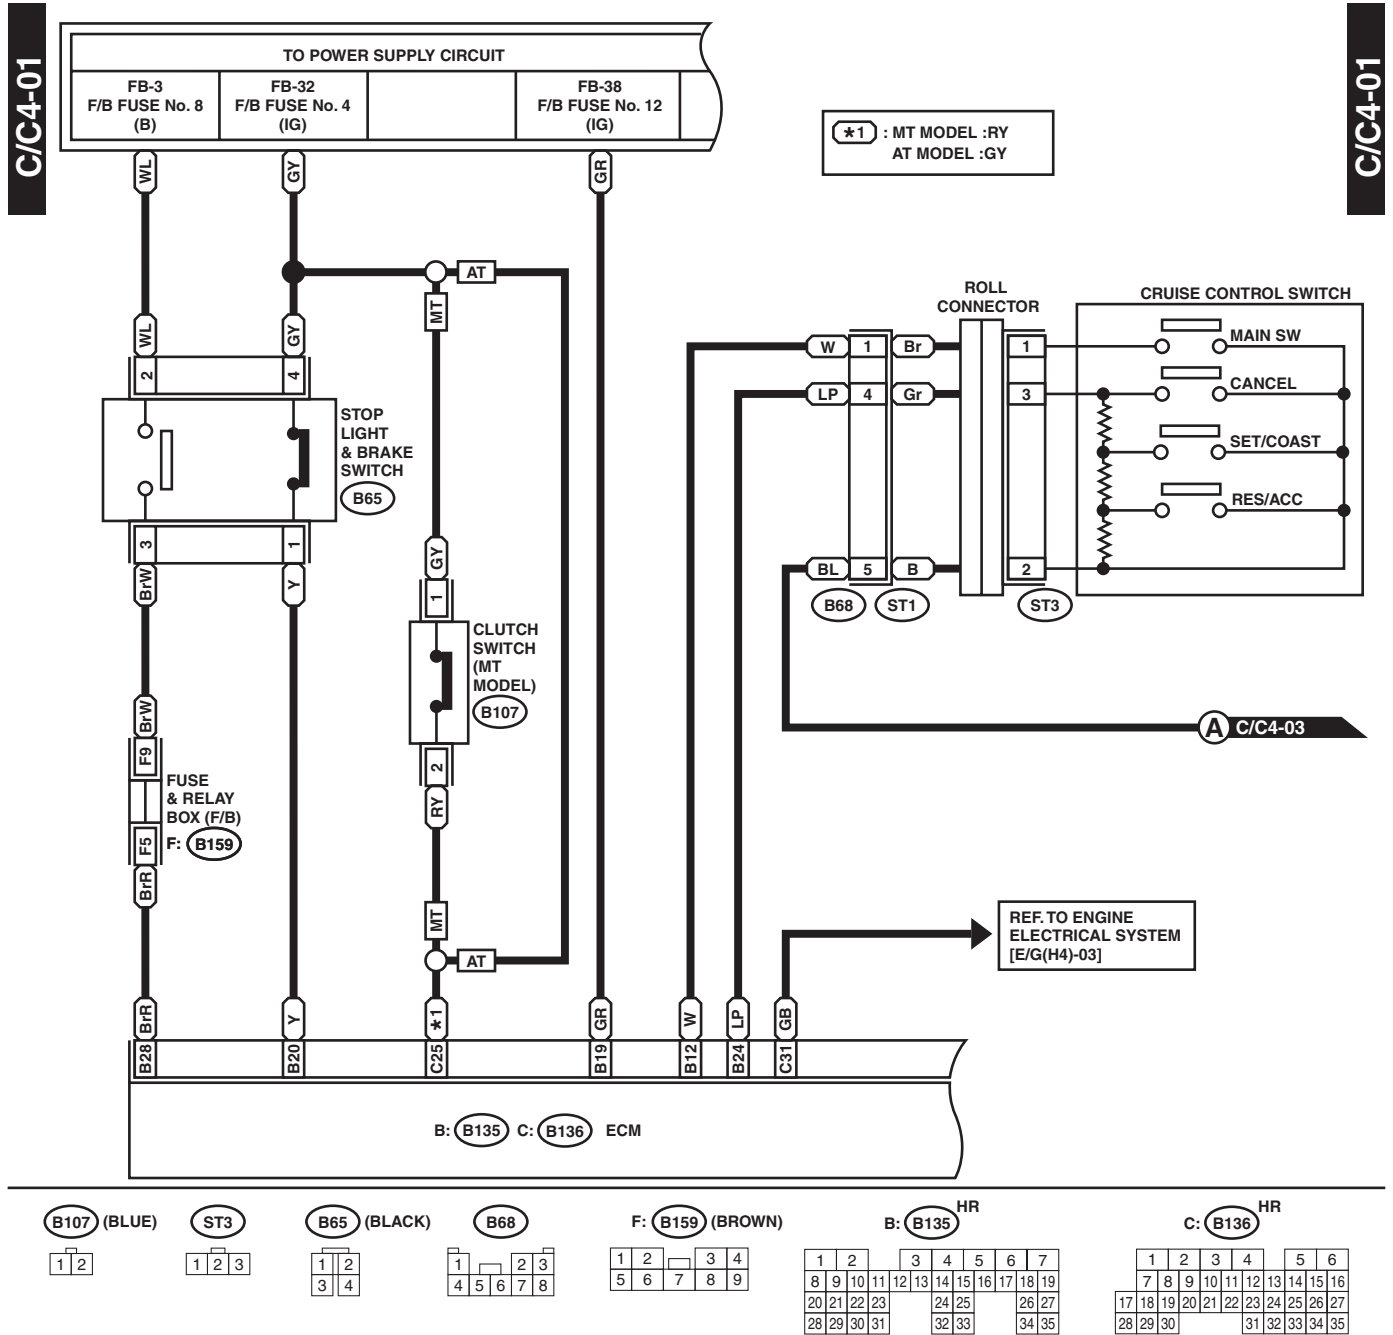 C/C4-01
C/C4-01
TO POWER SUPPLY CIRCUIT
FB-3
F/B FUSE No. 8
(B)
FB-32
F/B FUSE No. 4
(IG)
FB-38
F/B FUSE No. 12
(IG)
*1 : MT MODEL :RY
AT MODEL :GY
WL
GY
GR
AT
MT
WL
GY
2
4
STOP
LIGHT
& BRAKE
SWITCH
B65
3
1
BrW
Y
GY
1
CLUTCH
SWITCH
(MT
MODEL)
B107
2
RY
BrW
F9
FUSE
& RELAY
BOX (F/B)
F: B159
F5
BrR
MT
AT
ROLL
CONNECTOR
CRUISE CONTROL SWITCH
W 1 Br 1 MAIN SW
LP 4 Gr 3 CANCEL
SET/COAST
RES/ACC
BL 5 B 2
B68 ST1 ST3
A C/C4-03
REF. TO ENGINE
ELECTRICAL SYSTEM
[E/G(H4)-03]
BrR Y *1 GR W LP GB
B28 B20 C25 B19 B12 B24 C31
B: B135 C: B136 ECM
B107 (BLUE)
1 2
ST3
1 2 3
B65 (BLACK)
1 2
3 4
B68
1 2 3
4 5 6 7 8
F: B159 (BROWN)
1 2 3 4
5 6 7 8 9
B: B135 HR
1 2 3 4 5 6 7
8 9 10 11 12 13 14 15 16 17 18 19
20 21 22 23 24 25 26 27
28 29 30 31 32 33 34 35
C: B136 HR
1 2 3 4 5 6
7 8 9 10 11 12 13 14 15 16
17 18 19 20 21 22 23 24 25 26 27
28 29 30 31 32 33 34 35